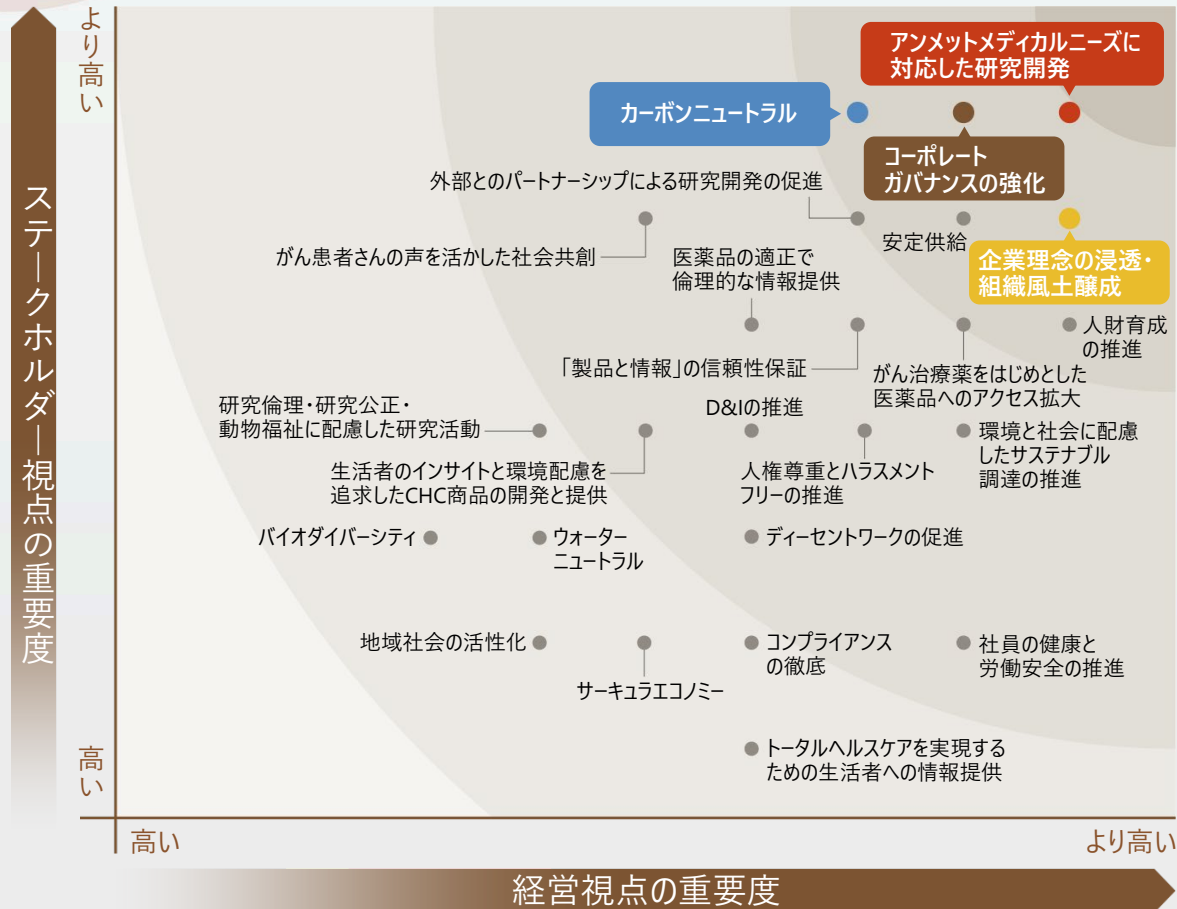 より高い
ステークホルダー視点の重要度
高い
アンメットメディカルニーズに
対応した研究開発
カーボンニュートラル
コーポレート
ガバナンスの強化
外部とのパートナーシップによる研究開発の促進
がん患者さんの声を活かした社会共創
安定供給
企業理念の浸透・
組織風土醸成
医薬品の適正で
倫理的な情報提供
人財育成
の推進
「製品と情報」の信頼性保証
がん治療薬をはじめとした
医薬品へのアクセス拡大
研究倫理・研究公正・
動物福祉に配慮した研究活動
D&Iの推進
環境と社会に配慮
したサステナブル
調達の推進
生活者のインサイトと環境配慮を
追求したCHC商品の開発と提供
人権尊重とハラスメント
フリーの推進
バイオダイバーシティ
ウォーター
ニュートラル
ディーセントワークの促進
地域社会の活性化
サーキュラエコノミー
コンプライアンス
の徹底
社員の健康と
労働安全の推進
トータルヘルスケアを実現する
ための生活者への情報提供
高い
より高い
経営視点の重要度